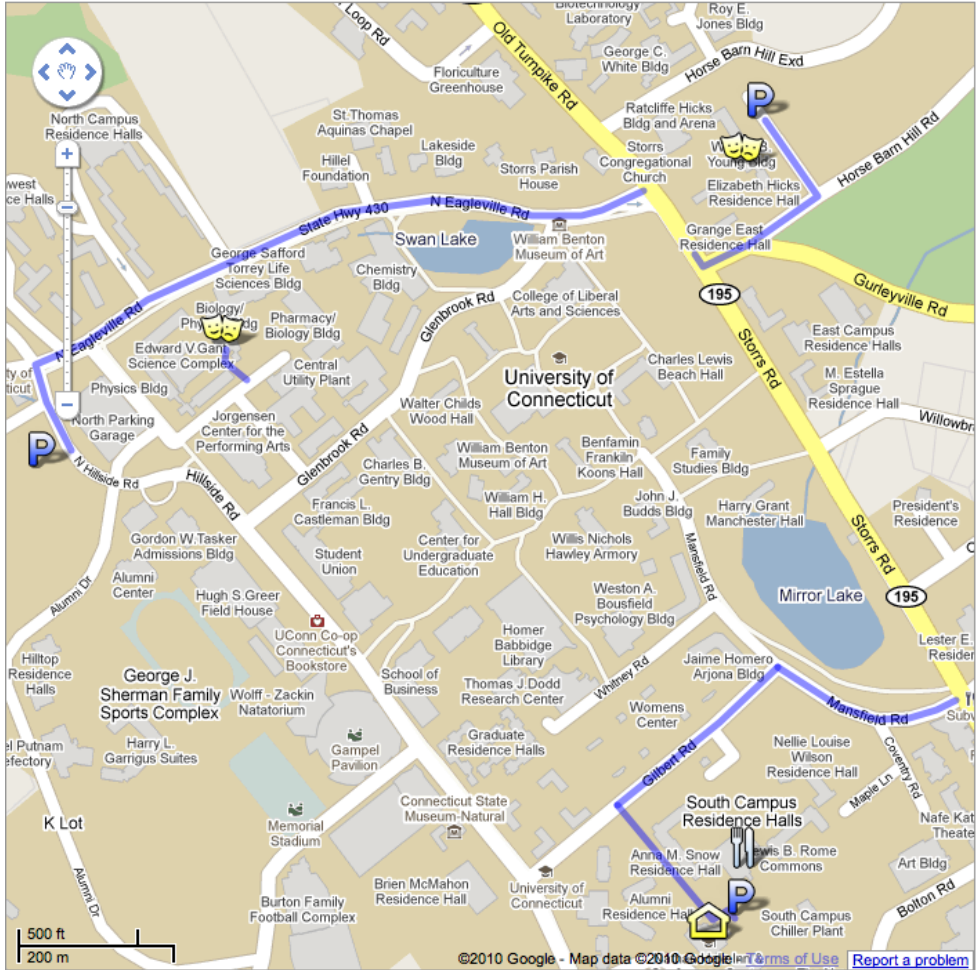 Biotechnology
Laboratory
Roy E.
Jones Bldg
Loop Rd
Old Turnpike Rd
George C.
White Bldg
Horse Barn Hill Exd
Floriculture
Greenhouse
P
North Campus
Residence Halls
St Thomas
Aquinas Chapel
Ratcliffe Hicks
Bldg and Arena
Horse Barn Hill Rd
Hillel
Foundation
Lakeside
Bldg
Storrs Parish
House
Storrs
Congregational
Church
Young Bldg
Elizabeth Hicks
Residence Hall
State Hwy 430
N Eagleville Rd
Swan Lake
William Benton
Museum of Art
Grange East
Residence Hall
George Safford
Torrey Life
Sciences Bldg
Chemistry
Bldg
195
Gurleyville Rd
Glenbrook Rd
College of Liberal
Arts and Sciences
Storrs Rd
N Eagleville Rd
Biology/
Pharmacy/
Biology Bldg
East Campus
Residence Halls
Edward V.Gant
Science Complex
Central
Utility Plant
University of
Connecticut
Charles Lewis
Beach Hall
M. Estella
Sprague
Residence Hall
Physics Bldg
Walter Childs
Wood Hall
North Parking
Garage
Jorgensen
Center for the
Performing Arts
Willowbr
P
N Hillside Rd
Hillside Rd
Glenbrook Rd
Charles B.
Gentry Bldg
William Benton
Museum of Art
Benfamin
Frankiln
Koons Hall
Family
Studies Bldg
Francis L.
Castleman Bldg
William H.
Hall Bldg
John J.
Budds Bldg
Harry Grant
Manchester Hall
President's
Residence
Gordon W.Tasker
Admissions Bldg
Student
Union
Center for
Undergraduate
Education
Willis Nichols
Hawley Armory
Mansfield Rd
Storrs Rd
Alumni Dr
Alumni
Center
Hugh S.Greer
Field House
Weston A.
Bousfield
Psychology Bldg
Mirror Lake
195
UConn Co-op
Connecticut's
Bookstore
Homer
Babbidge
Library
Lester E.
Hilltop
Residence
Halls
George J.
Sherman Family
Sports Complex
Wolff - Zackin
Natatorium
School of
Business
Thomas J.Dodd
Research Center
Whitney Rd
Jaime Homero
Arjona Bldg
Womens
Center
Mansfield Rd
Harry L.
Garrigus Suites
Gampel
Pavilion
Graduate
Residence Halls
Gilbert Rd
Nellie Louise
Wilson
Residence Hall
Coventry Rd
Maple Ln
K Lot
Memorial
Stadium
Connecticut State
Museum-Natural
South Campus
Residence Halls
Anna M. Snow
Residence Hall
Commons
Art Bldg
Alumni Dr
Brien McMahon
Residence Hall
University of
Connecticut
Alumni
P
South Campus
Chiller Plant
Bolton Rd
Burton Family
Football Complex
500 ft
200 m
©2010 Google - Map data ©2010 Google - Terms of Use
Report a problem